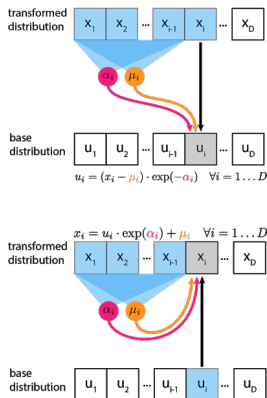 transformed distribution x1 x2 ... xi-1 xi ... xD
αi μi
base distribution u1 u2 ... ui-1 ui ... uD
ui = (xi − μi) · exp(−αi) ∀i = 1 ... D
xi = ui · exp(αi) + μi ∀i = 1 ... D
transformed distribution x1 x2 ... xi-1 xi ... xD
αi μi
base distribution u1 u2 ... ui-1 ui ... uD